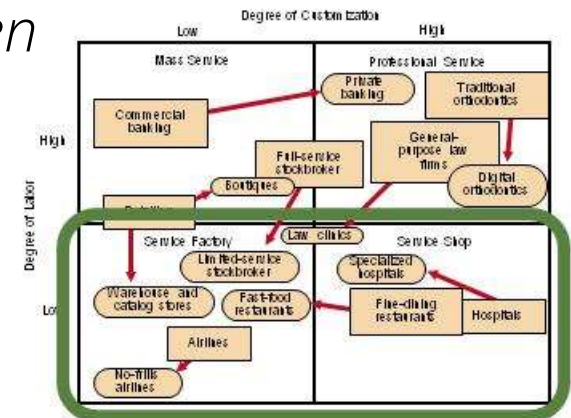 en
Degree of Customization
Low
High
Mass Service
Professional Service
Private
banking
Traditional
orthodontics
Commercial
banking
High
General-
purpose law
firms
Full-service
stockbroker
Digital
orthodontics
Boutiques
Degree of Labor
Law clinics
Service Factory
Service Shop
Limited-service
stockbroker
Specialized
hospitals
Low
Warehouse and
catalog stores
Fast-food
restaurants
Fine-dining
restaurants
Hospitals
Airlines
No-frills
airlines